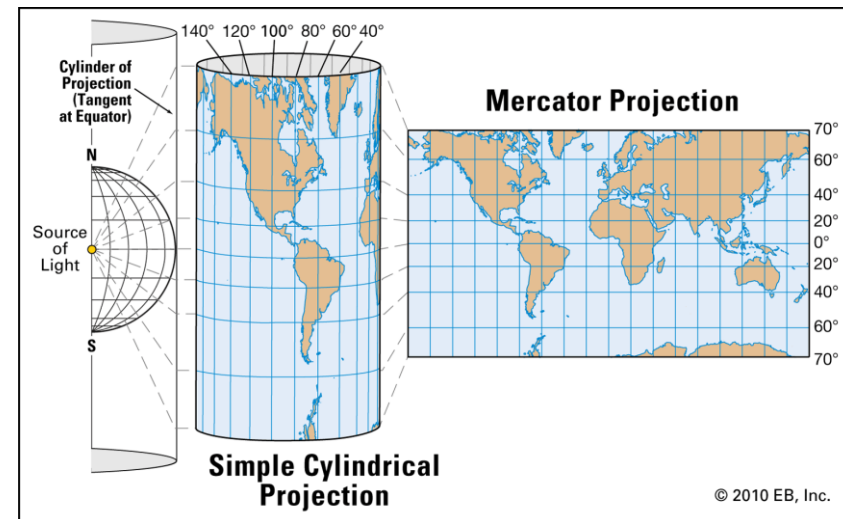 140° 120° 100° 80° 60° 40°
Cylinder of
Projection
(Tangent
at Equator)
N
Source
of
Light
S
Simple Cylindrical
Projection
Mercator Projection
70°
60°
40°
20°
0°
20°
40°
60°
70°
© 2010 EB, Inc.